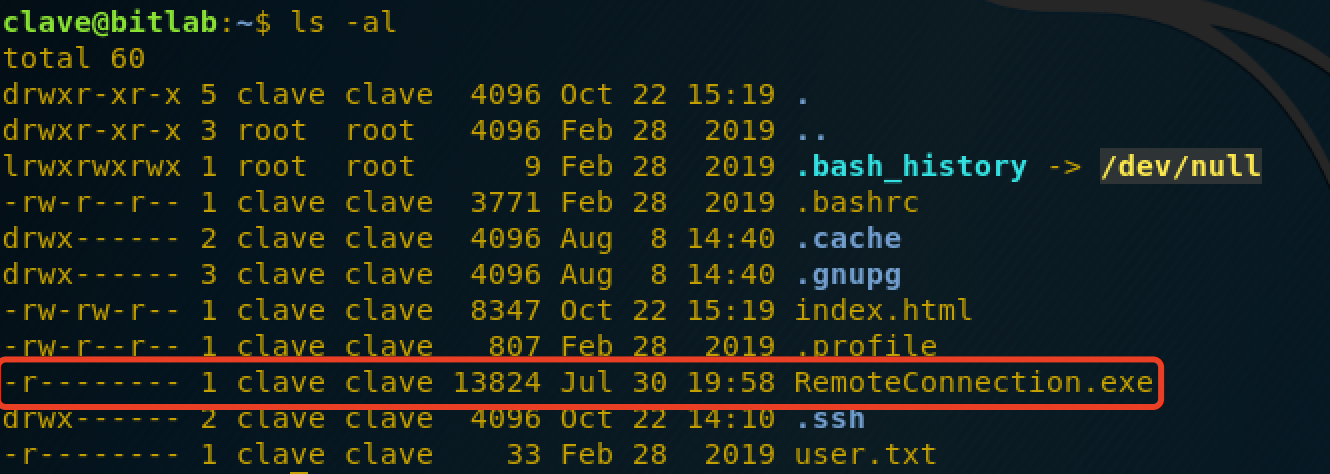 clave@bitlab:~$ ls -al
total 60
drwxr-xr-x 5 clave clave  4096 Oct 22 15:19 .
drwxr-xr-x 3 root  root   4096 Feb 28  2019 ..
lrwxrwxrwx 1 root  root      9 Feb 28  2019 .bash_history -> /dev/null
-rw-r--r-- 1 clave clave  3771 Feb 28  2019 .bashrc
drwx------ 2 clave clave  4096 Aug  8 14:40 .cache
drwx------ 3 clave clave  4096 Aug  8 14:40 .gnupg
-rw-rw-r-- 1 clave clave  8347 Oct 22 15:19 index.html
-rw-r--r-- 1 clave clave   807 Feb 28  2019 .profile
-r-------- 1 clave clave 13824 Jul 30 19:58 RemoteConnection.exe
drwx------ 2 clave clave  4096 Oct 22 14:10 .ssh
-r-------- 1 clave clave    33 Feb 28  2019 user.txt